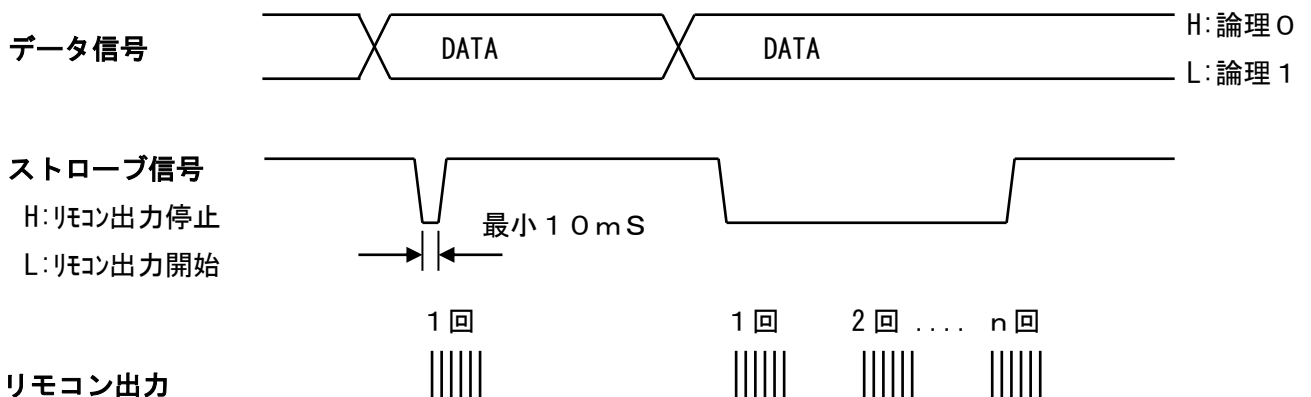 データ信号
DATA
DATA
H:論理0
L:論理1
ストローブ信号
H:ﾘﾓｺﾝ出力停止
L:ﾘﾓｺﾝ出力開始
最小10mS
1回
1回
2回 ....
n回
リモコン出力